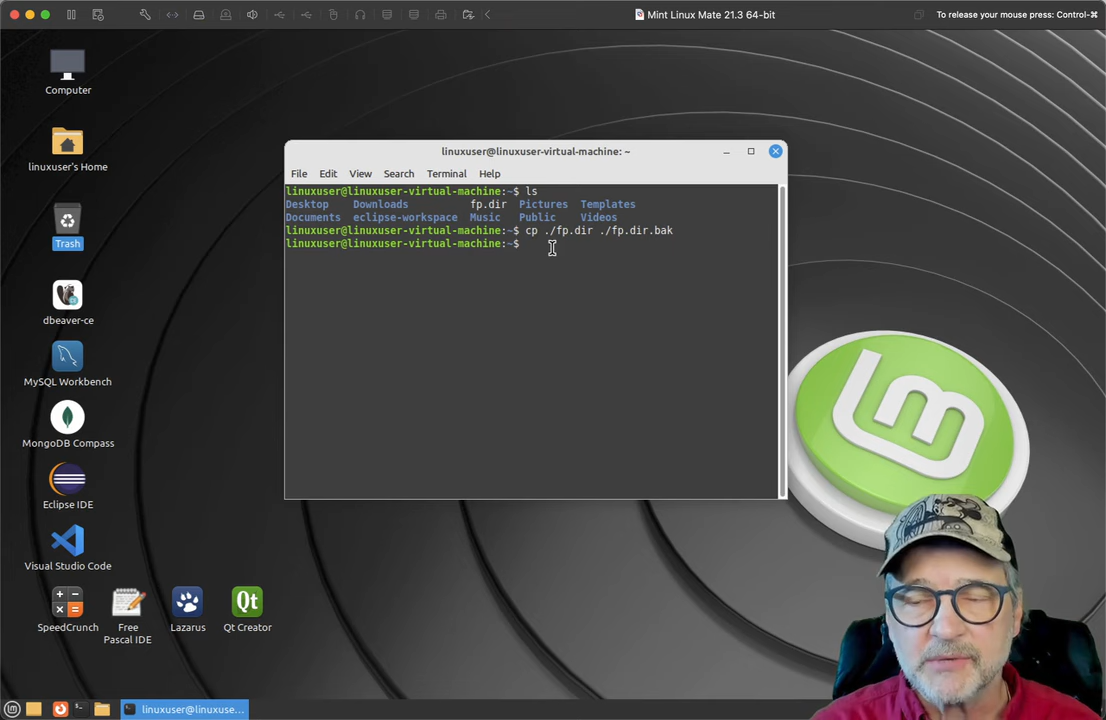 Mint Linux Mate 21.3 64-bit
To release your mouse press: Control-⌘
Computer
linuxuser's Home
Trash
dbeaver-ce
MySQL Workbench
MongoDB Compass
Eclipse IDE
Visual Studio Code
SpeedCrunch
Free
Pascal IDE
Lazarus
Qt
Qt Creator
linuxuser@linuxuser-virtual-machine: ~
File Edit View Search Terminal Help
linuxuser@linuxuser-virtual-machine:~$ ls
Desktop Downloads fp.dir Pictures Templates
Documents eclipse-workspace Music Public Videos
linuxuser@linuxuser-virtual-machine:~$ cp ./fp.dir ./fp.dir.bak
linuxuser@linuxuser-virtual-machine:~$
lm
linuxuser@linuxuse...